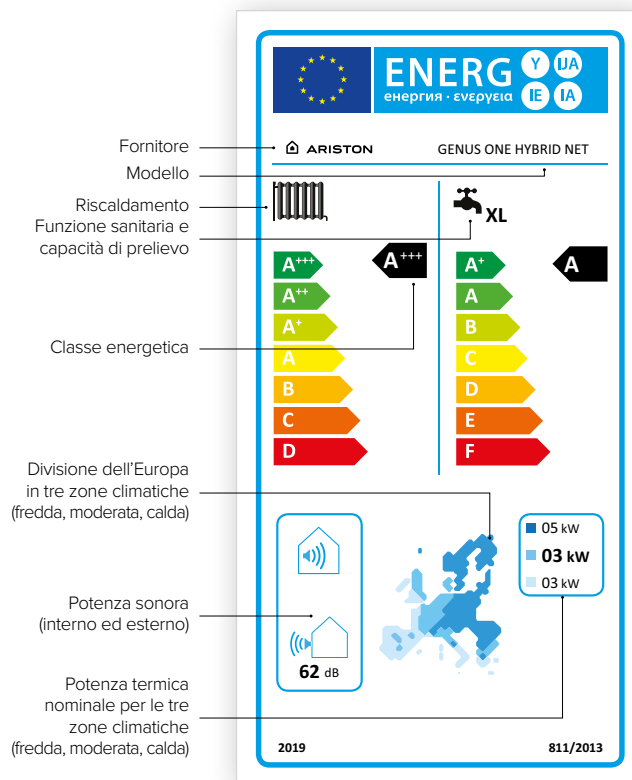 ENERG
енергия · ενεργεια
Y IJA
IE IA
Fornitore
ARISTON
GENUS ONE HYBRID NET
Modello
Riscaldamento
Funzione sanitaria e
capacità di prelievo
XL
A+++
A++
A+
A
B
C
D
A+++
A+
A
B
C
D
E
F
A
Classe energetica
Divisione dell'Europa
in tre zone climatiche
(fredda, moderata, calda)
05 kW
03 kW
03 kW
Potenza sonora
(interno ed esterno)
62 dB
Potenza termica
nominale per le tre
zone climatiche
(fredda, moderata, calda)
2019
811/2013